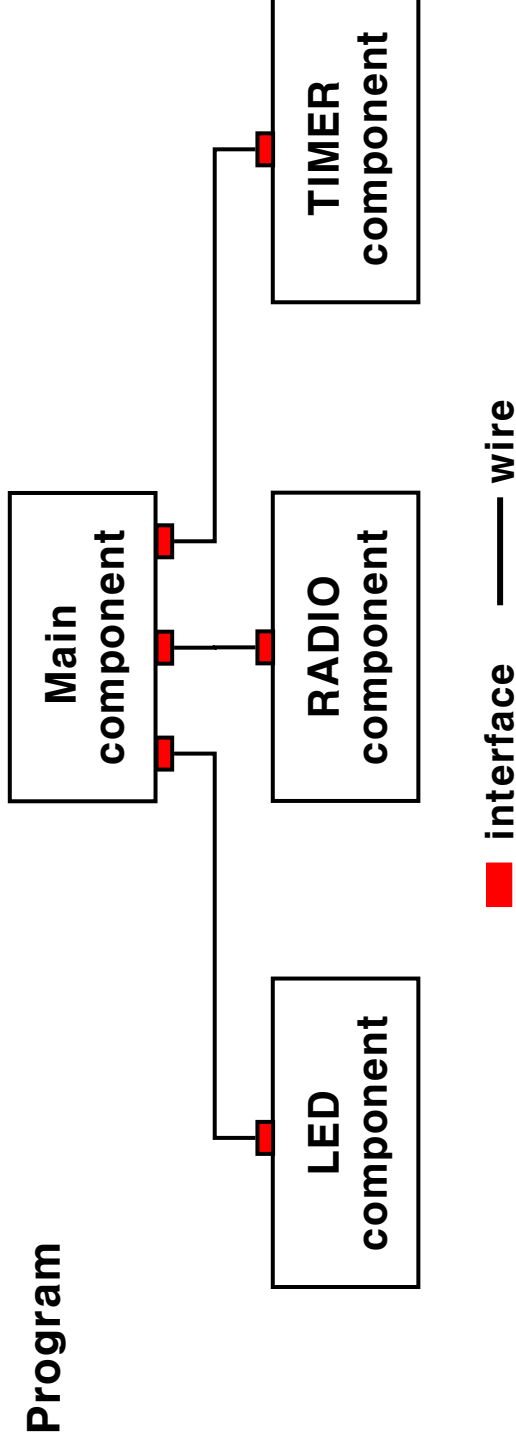 Program
Main
component
LED
component
RADIO
component
TIMER
component
interface
wire